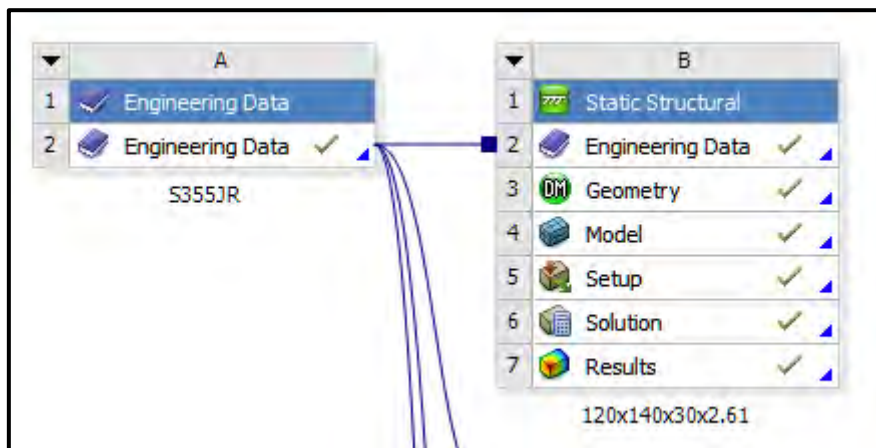 A
1 Engineering Data
2 Engineering Data
S355JR
B
1 Static Structural
2 Engineering Data
3 DM Geometry
4 Model
5 Setup
6 Solution
7 Results
120x140x30x2.61